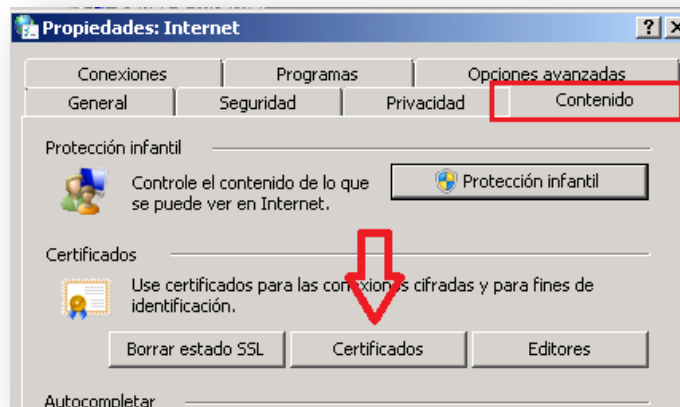 Propiedades: Internet
Conexiones Programas Opciones avanzadas
General Seguridad Privacidad Contenido
Protección infantil
Controle el contenido de lo que
se puede ver en Internet.
Protección infantil
Certificados
Use certificados para las conexiones cifradas y para fines de
identificación.
Borrar estado SSL Certificados Editores
Autocompletar